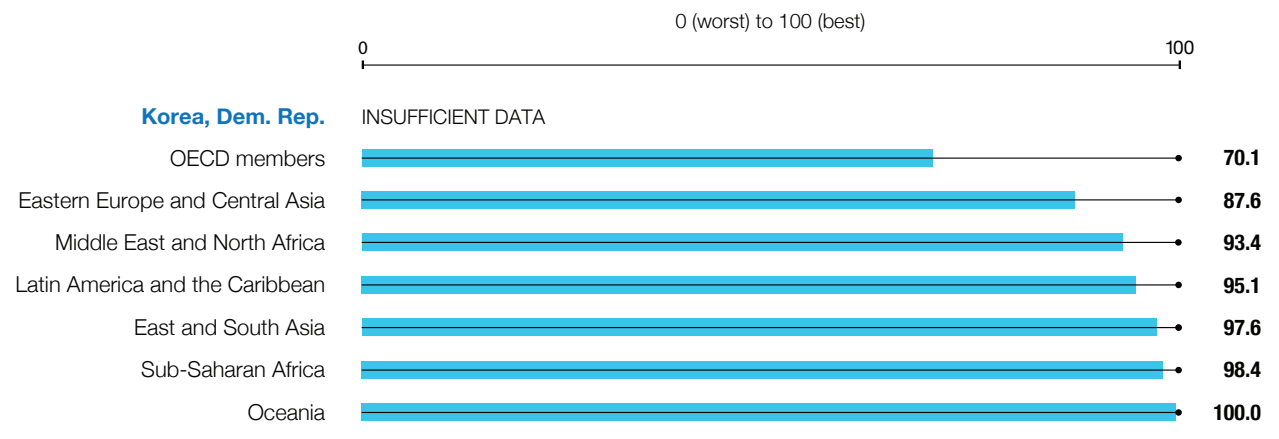 0 (worst) to 100 (best)
0 100
Korea, Dem. Rep. INSUFFICIENT DATA
OECD members 70.1
Eastern Europe and Central Asia 87.6
Middle East and North Africa 93.4
Latin America and the Caribbean 95.1
East and South Asia 97.6
Sub-Saharan Africa 98.4
Oceania 100.0